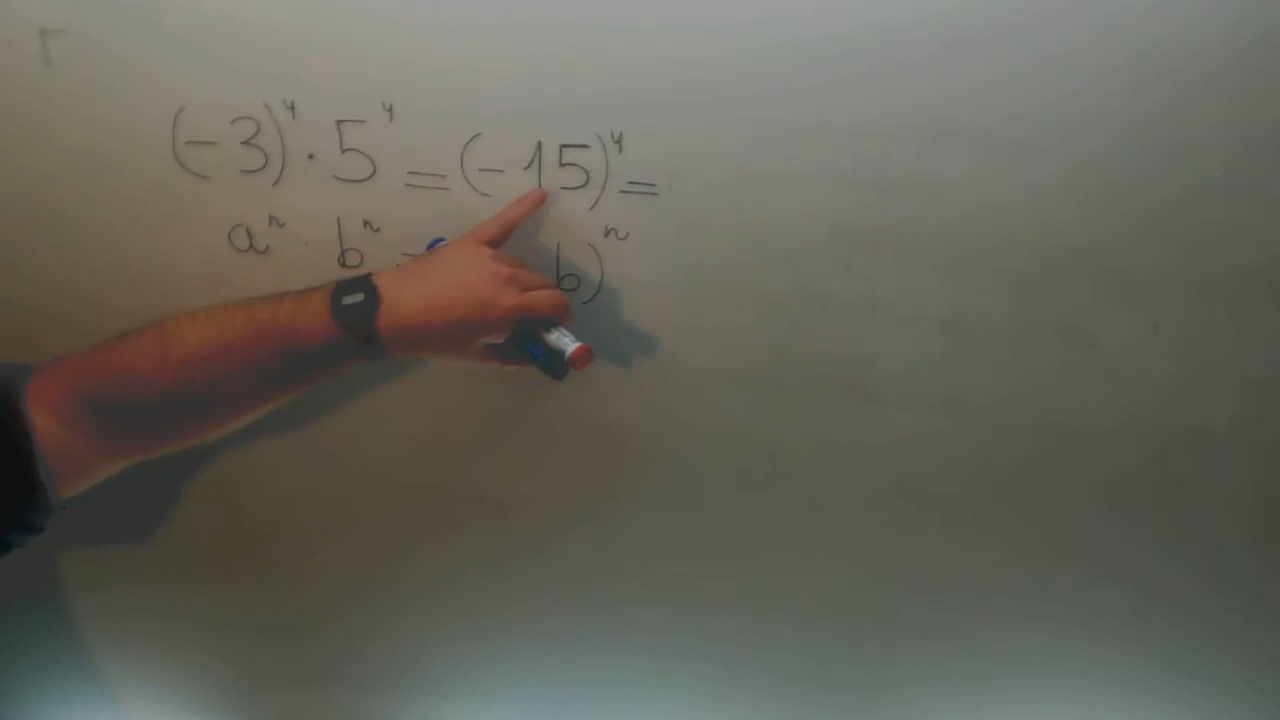 (-3)⁴ · 5⁴ = (-15)⁴ =
aⁿ · bⁿ = b)ⁿ